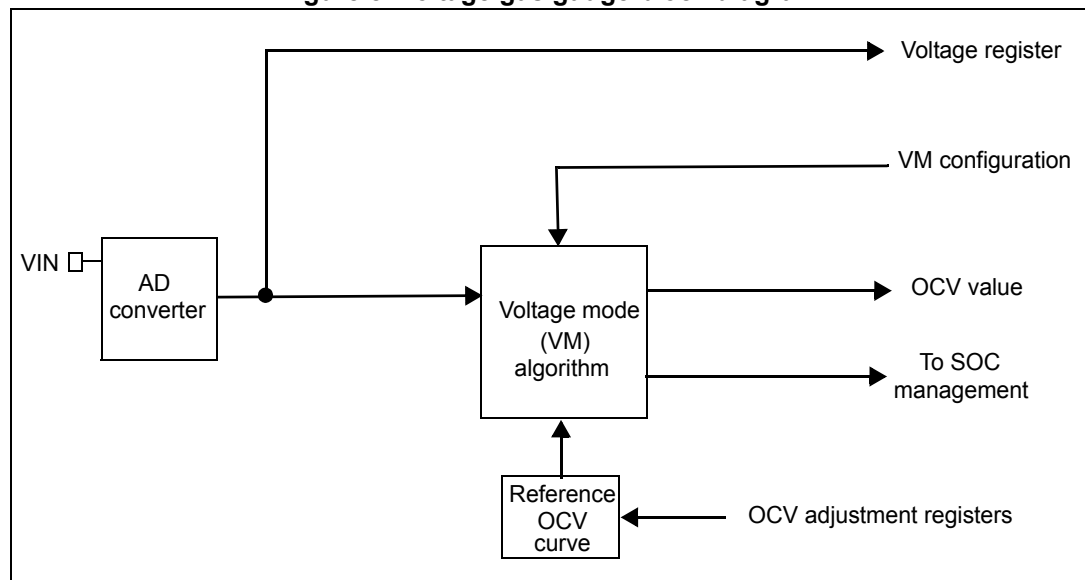 Voltage register
VM configuration
VIN
AD
converter
Voltage mode
(VM)
algorithm
OCV value
To SOC
management
Reference
OCV
curve
OCV adjustment registers